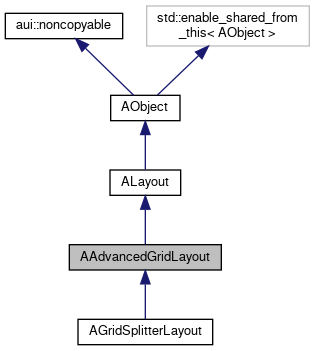 aui::noncopyable
std::enable_shared_from
_this< AObject >
AObject
ALayout
AAdvancedGridLayout
AGridSplitterLayout